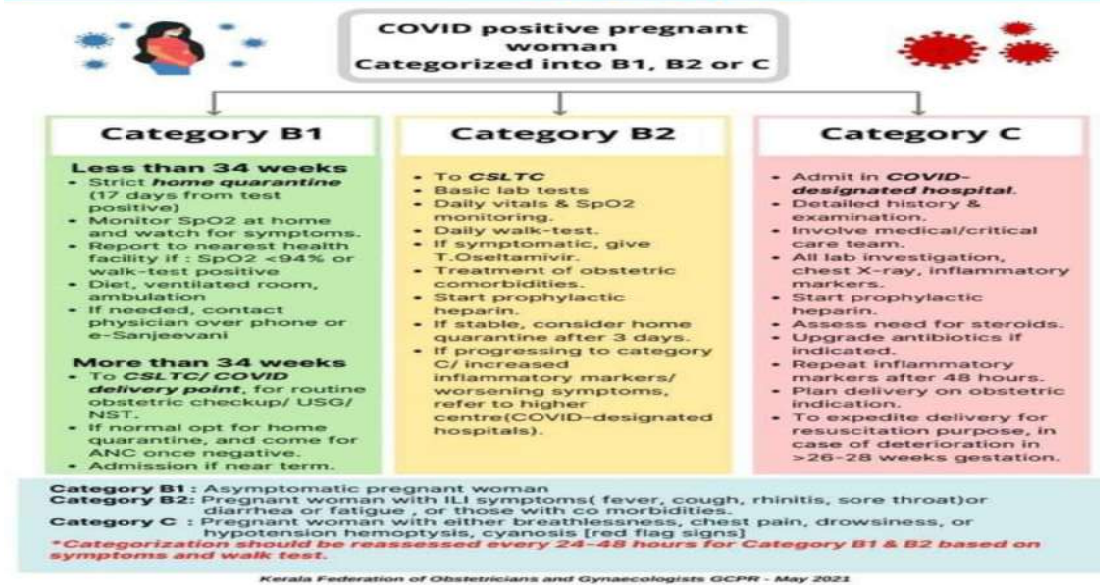 COVID positive pregnant
woman
Categorized into B1, B2 or C
Category B1
Less than 34 weeks
• Strict home quarantine
(17 days from test
positive)
• Monitor SpO2 at home
and watch for symptoms.
• Report to nearest health
facility if : SpO2 <94% or
walk-test positive
• Diet, ventilated room,
ambulation
• If needed, contact
physician over phone or
e-Sanjeevani
More than 34 weeks
• To CSLTC/ COVID
delivery point, for routine
obstetric checkup/ USG/
NST.
• If normal opt for home
quarantine, and come for
ANC once negative.
• Admission if near term.
Category B2
• To CSLTC
• Basic lab tests
• Daily vitals & SpO2
monitoring.
• Daily walk-test.
• If symptomatic, give
T.Oseltamivir.
• Treatment of obstetric
comorbidities.
• Start prophylactic
heparin.
• If stable, consider home
quarantine after 3 days.
• If progressing to category
C/ increased
inflammatory markers/
worsening symptoms,
refer to higher
centre(COVID-designated
hospitals).
Category C
• Admit in COVID-
designated hospital.
• Detailed history &
examination.
• Involve medical/critical
care team.
• All lab investigation,
chest X-ray, inflammatory
markers.
• Start prophylactic
heparin.
• Assess need for steroids.
• Upgrade antibiotics if
indicated.
• Repeat inflammatory
markers after 48 hours.
• Plan delivery on obstetric
indication.
• To expedite delivery for
resuscitation purpose, in
case of deterioration in
>26-28 weeks gestation.
Category B1 : Asymptomatic pregnant woman
Category B2: Pregnant woman with ILI symptoms( fever, cough, rhinitis, sore throat)or
diarrhea or fatigue , or those with co morbidities.
Category C : Pregnant woman with either breathlessness, chest pain, drowsiness, or
hypotension hemoptysis, cyanosis [red flag signs]
*Categorization should be reassessed every 24-48 hours for Category B1 & B2 based on
symptoms and walk test.
Kerala Federation of Obstetricians and Gynaecologists GCPR - May 2021